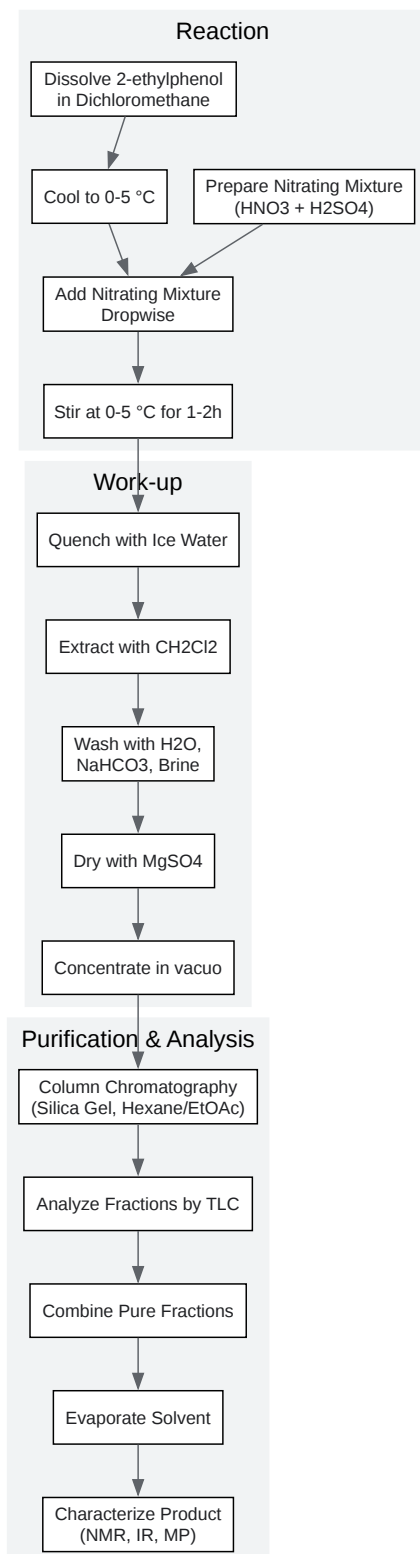 Reaction
Dissolve 2-ethylphenol
in Dichloromethane
Cool to 0-5 °C
Prepare Nitrating Mixture
(HNO3 + H2SO4)
Add Nitrating Mixture
Dropwise
Stir at 0-5 °C for 1-2h
Work-up
Quench with Ice Water
Extract with CH2Cl2
Wash with H2O,
NaHCO3, Brine
Dry with MgSO4
Concentrate in vacuo
Purification & Analysis
Column Chromatography
(Silica Gel, Hexane/EtOAc)
Analyze Fractions by TLC
Combine Pure Fractions
Evaporate Solvent
Characterize Product
(NMR, IR, MP)